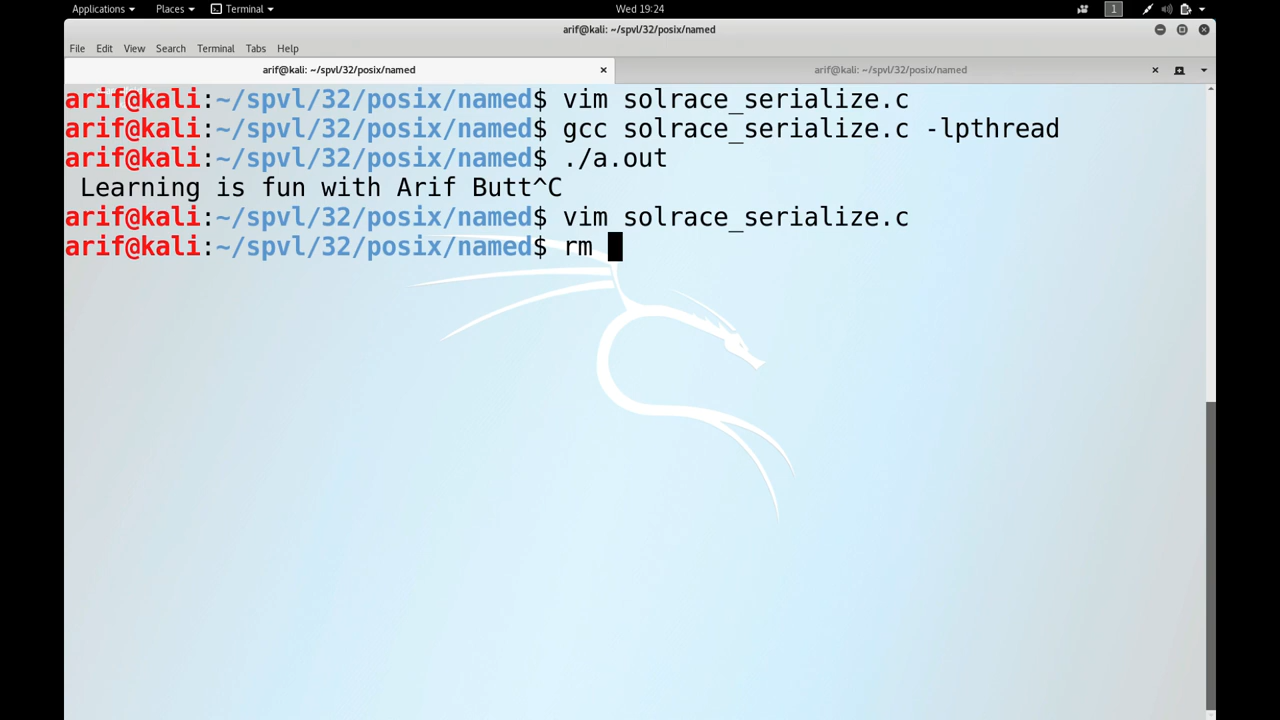 Applications Places Terminal Wed 19:24 1
arif@kali: ~/spvl/32/posix/named
File Edit View Search Terminal Tabs Help
arif@kali: ~/spvl/32/posix/named arif@kali: ~/spvl/32/posix/named
arif@kali:~/spvl/32/posix/named$ vim solrace_serialize.c
arif@kali:~/spvl/32/posix/named$ gcc solrace_serialize.c -lpthread
arif@kali:~/spvl/32/posix/named$ ./a.out
Learning is fun with Arif Butt^C
arif@kali:~/spvl/32/posix/named$ vim solrace_serialize.c
arif@kali:~/spvl/32/posix/named$ rm